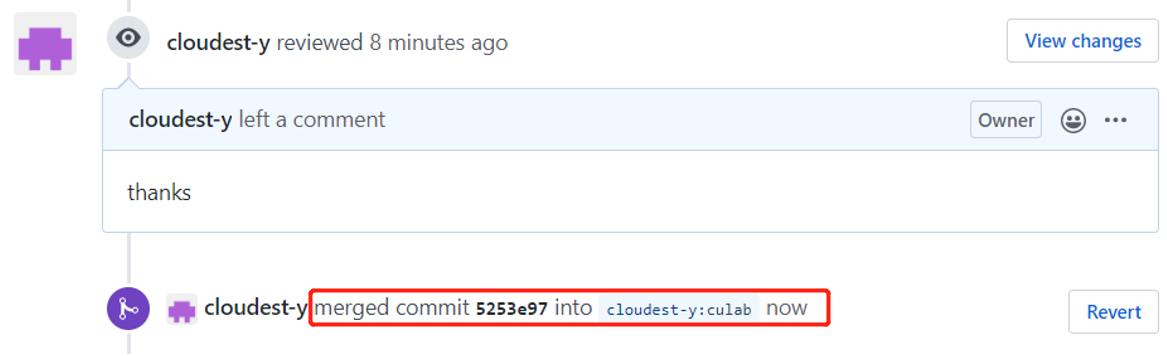 cloudest-y reviewed 8 minutes ago
View changes
cloudest-y left a comment
Owner
thanks
cloudest-y merged commit 5253e97 into cloudest-y:culab now
Revert